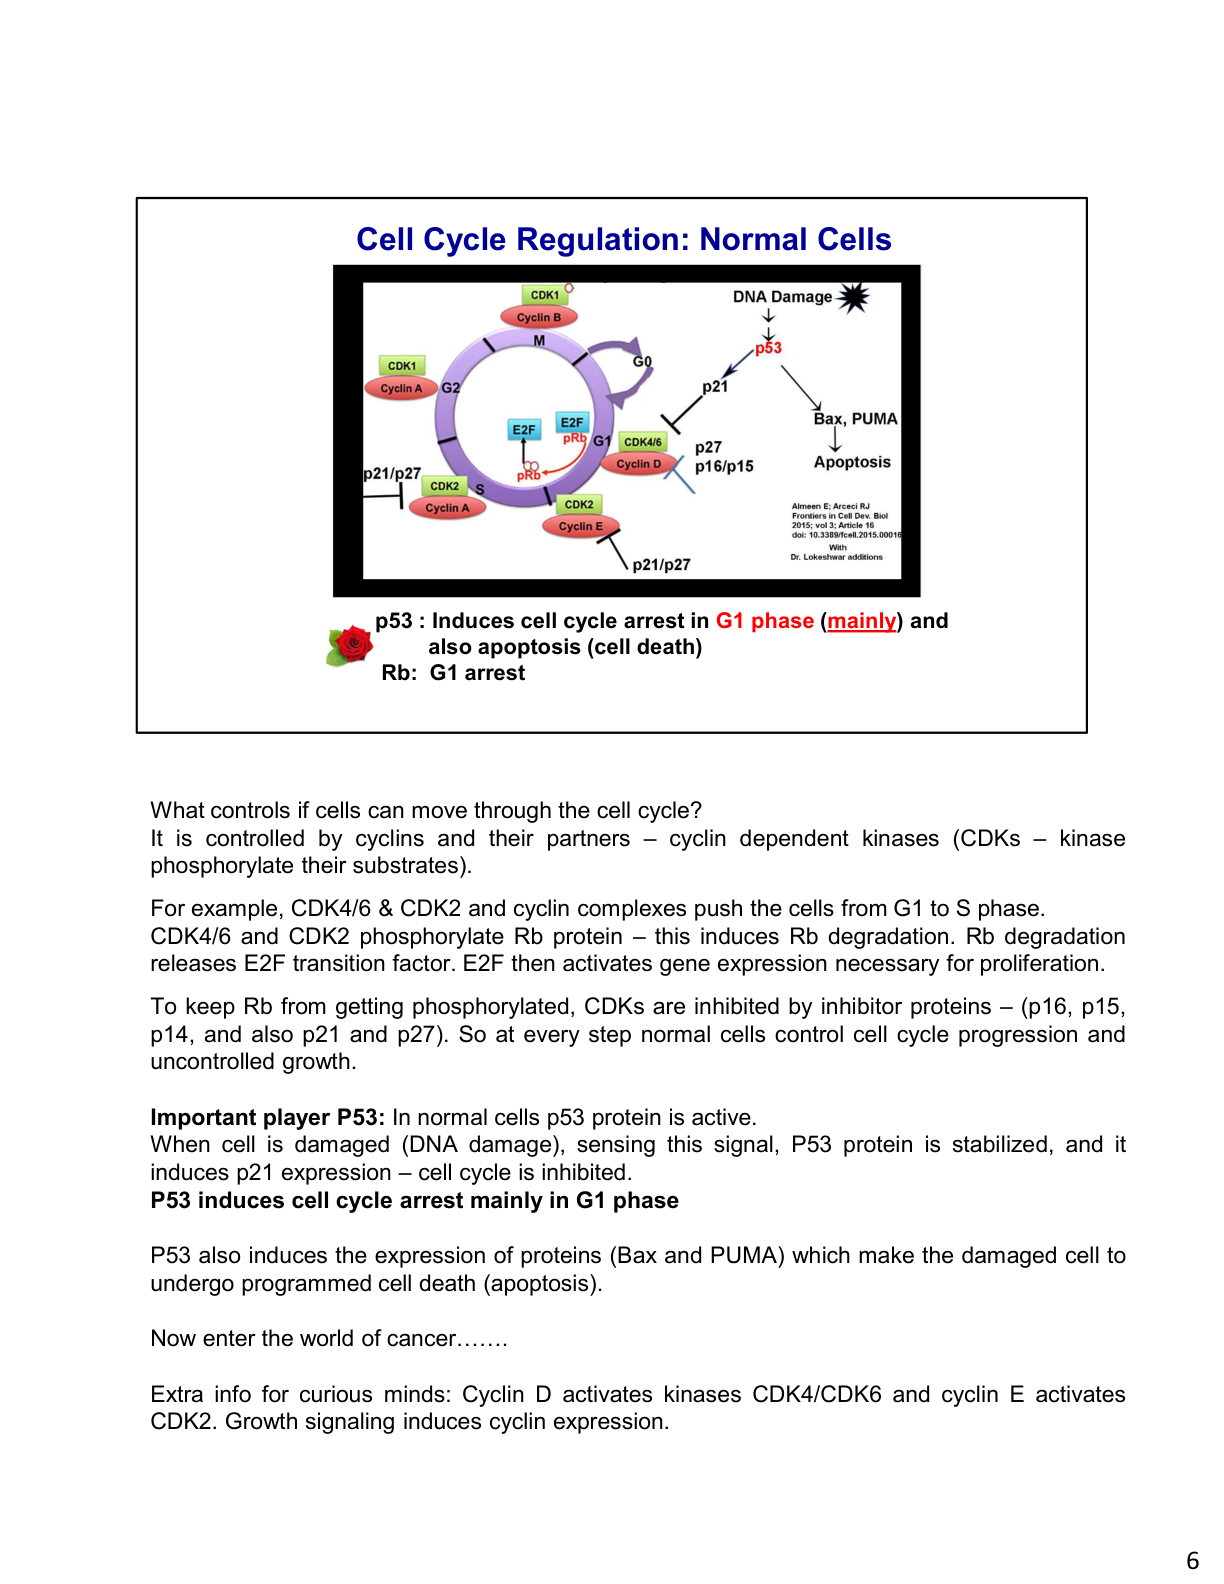 Cell Cycle Regulation: Normal Cells
CDK1
Cyclin B
M
DNA Damage
p53
G0
CDK1
Cyclin A
G2
p21
Bax, PUMA
E2F
E2F
pRb
G1
CDK4/6
Cyclin D
p27
p16/p15
Apoptosis
pRb
p21/p27
CDK2
Cyclin A
S
CDK2
Cyclin E
p21/p27
Almeen E; Arceci RJ
Frontiers in Cell Dev. Biol
2015; vol 3; Article 16
doi: 10.3389/fcell.2015.00016
With
Dr. Lokeshwar additions
p53 : Induces cell cycle arrest in G1 phase (mainly) and
also apoptosis (cell death)
Rb: G1 arrest
What controls if cells can move through the cell cycle?
It is controlled by cyclins and their partners – cyclin dependent kinases (CDKs – kinase
phosphorylate their substrates).
For example, CDK4/6 & CDK2 and cyclin complexes push the cells from G1 to S phase.
CDK4/6 and CDK2 phosphorylate Rb protein – this induces Rb degradation. Rb degradation
releases E2F transition factor. E2F then activates gene expression necessary for proliferation.
To keep Rb from getting phosphorylated, CDKs are inhibited by inhibitor proteins – (p16, p15,
p14, and also p21 and p27). So at every step normal cells control cell cycle progression and
uncontrolled growth.
Important player P53: In normal cells p53 protein is active.
When cell is damaged (DNA damage), sensing this signal, P53 protein is stabilized, and it
induces p21 expression – cell cycle is inhibited.
P53 induces cell cycle arrest mainly in G1 phase
P53 also induces the expression of proteins (Bax and PUMA) which make the damaged cell to
undergo programmed cell death (apoptosis).
Now enter the world of cancer…….
Extra info for curious minds: Cyclin D activates kinases CDK4/CDK6 and cyclin E activates
CDK2. Growth signaling induces cyclin expression.
6